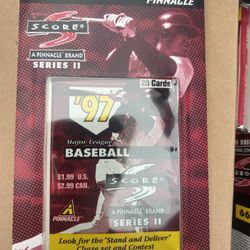 PINNACLE
SCORE
A PINNACLE BRAND
SERIES II
20 Cards
'97
Major League
BASEBALL
$1.99 U.S.
$2.99 CAN.
SCORE
A PINNACLE BRAND
SERIES II
PINNACLE
Look for the "Stand and Deliver"
Chase set and Contest